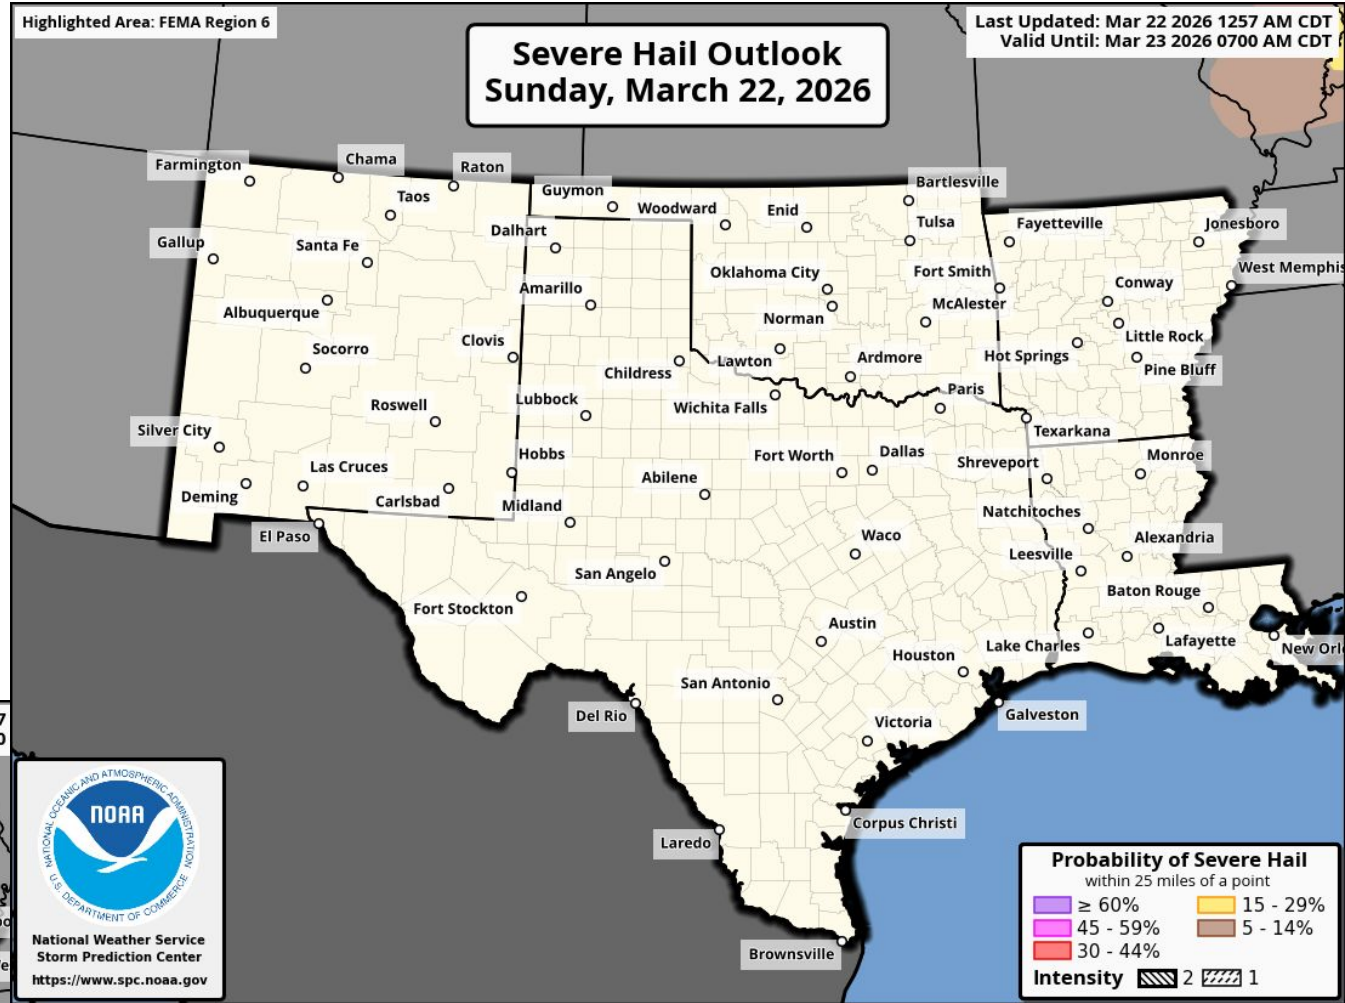 Highlighted Area: FEMA Region 6
Severe Hail Outlook
Sunday, March 22, 2026
Last Updated: Mar 22 2026 1257 AM CDT
Valid Until: Mar 23 2026 0700 AM CDT
Farmington
Chama
Raton
Taos
Guymon
Woodward
Enid
Bartlesville
Tulsa
Fayetteville
Jonesboro
Gallup
Santa Fe
Dalhart
Oklahoma City
Fort Smith
West Memphis
Albuquerque
Amarillo
Norman
McAlester
Conway
Socorro
Clovis
Childress
Lawton
Ardmore
Hot Springs
Little Rock
Pine Bluff
Roswell
Lubbock
Wichita Falls
Paris
Texarkana
Silver City
Las Cruces
Hobbs
Abilene
Fort Worth
Dallas
Shreveport
Monroe
Deming
Carlsbad
Midland
Natchitoches
El Paso
San Angelo
Waco
Leesville
Alexandria
Fort Stockton
Austin
Baton Rouge
Houston
Lake Charles
Lafayette
New Orl
San Antonio
Del Rio
Victoria
Galveston
Laredo
Corpus Christi
Brownsville
7
0
NATIONAL OCEANIC AND ATMOSPHERIC ADMINISTRATION
NOAA
U.S. DEPARTMENT OF COMMERCE
National Weather Service
Storm Prediction Center
https://www.spc.noaa.gov
Probability of Severe Hail
within 25 miles of a point
≥ 60%
15 - 29%
45 - 59%
5 - 14%
30 - 44%
Intensity 2 1